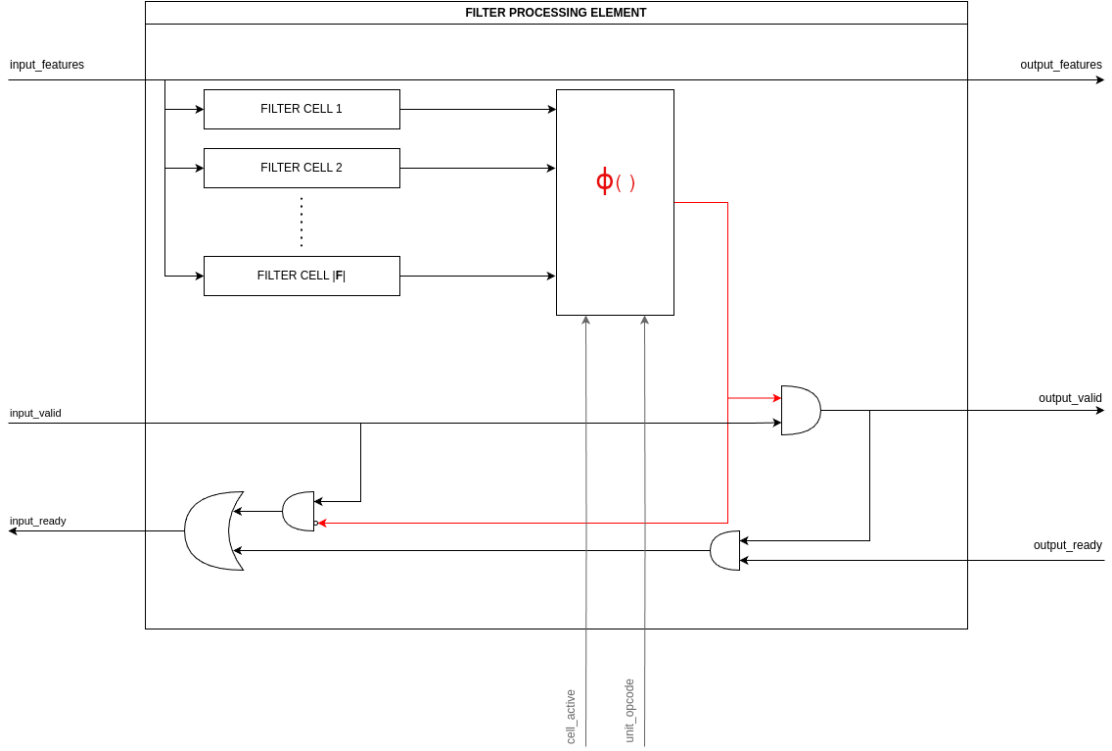 FILTER PROCESSING ELEMENT
input_features
output_features
FILTER CELL 1
FILTER CELL 2
ϕ( )
FILTER CELL |F|
output_valid
input_valid
input_ready
output_ready
cell_active
unit_opcode